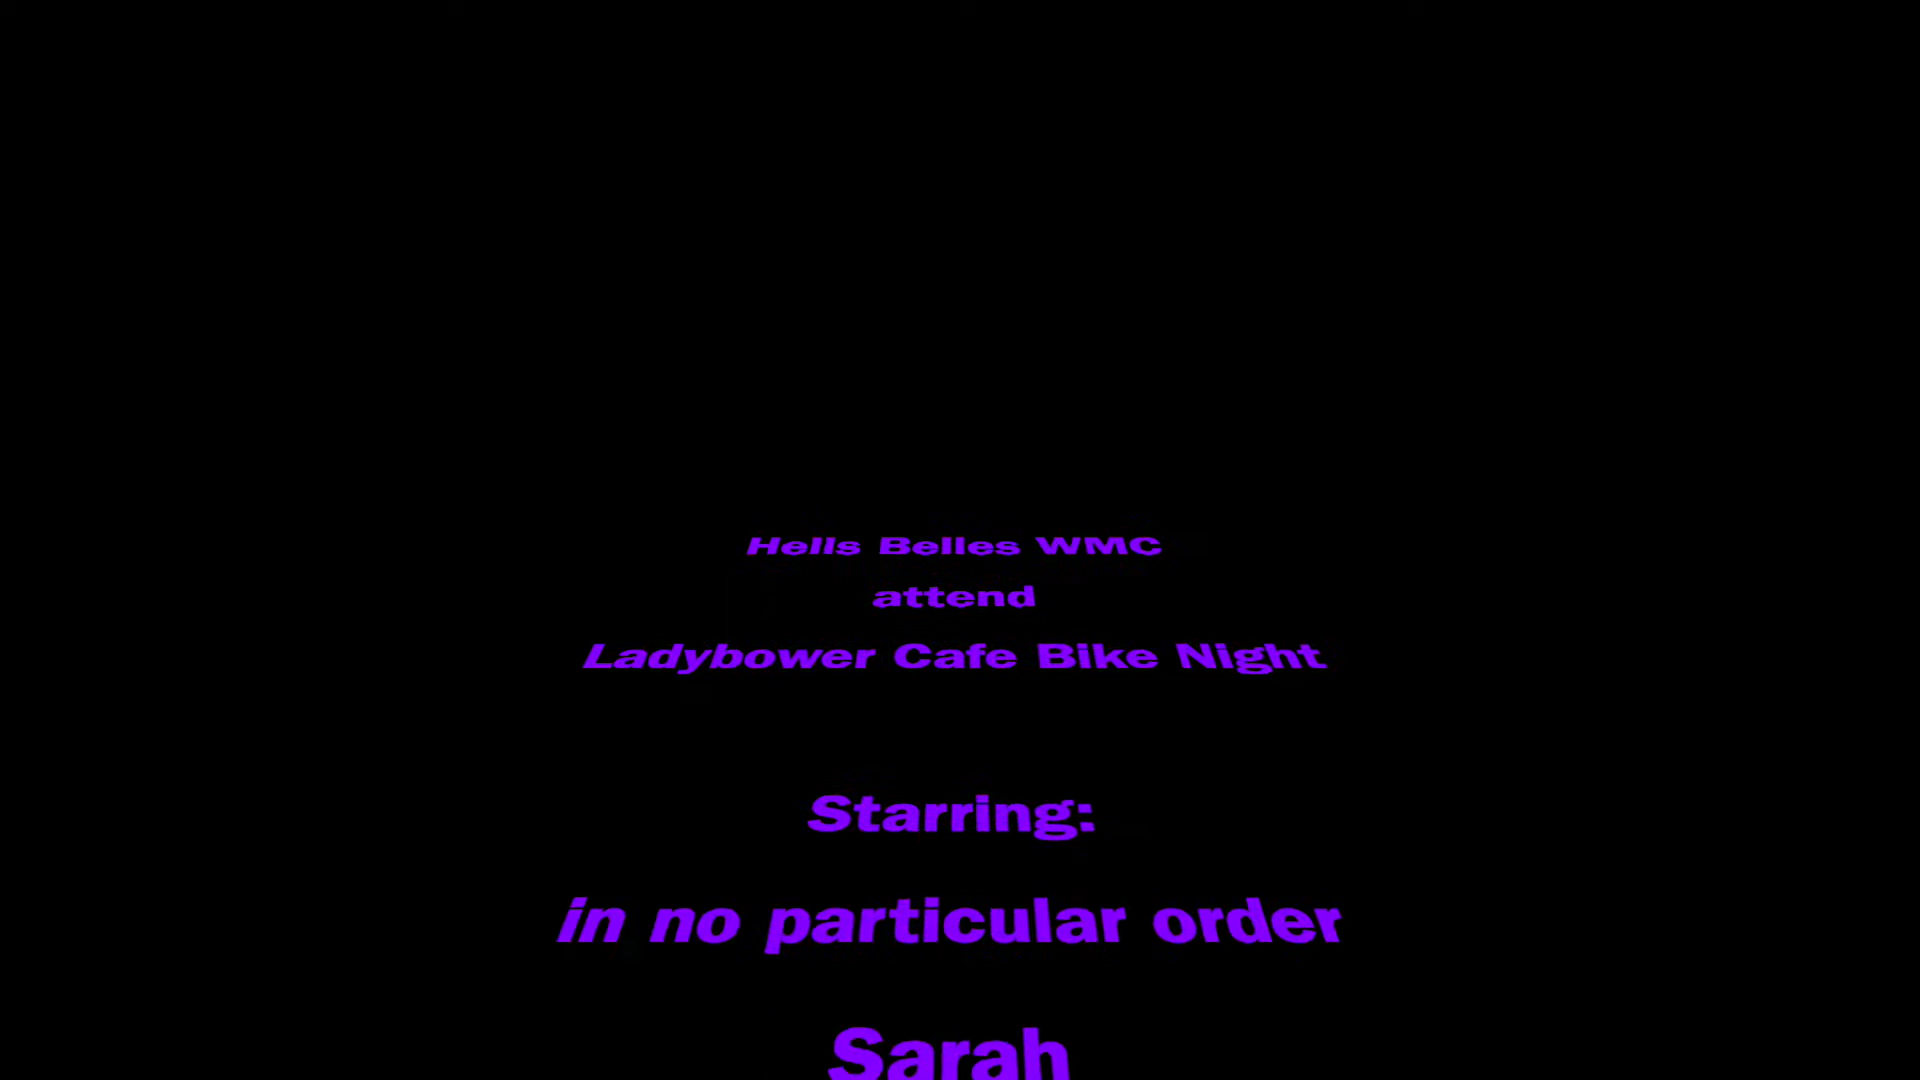 Hells Belles WMC
attend
Ladybower Cafe Bike Night
Starring:
in no particular order
Sarah